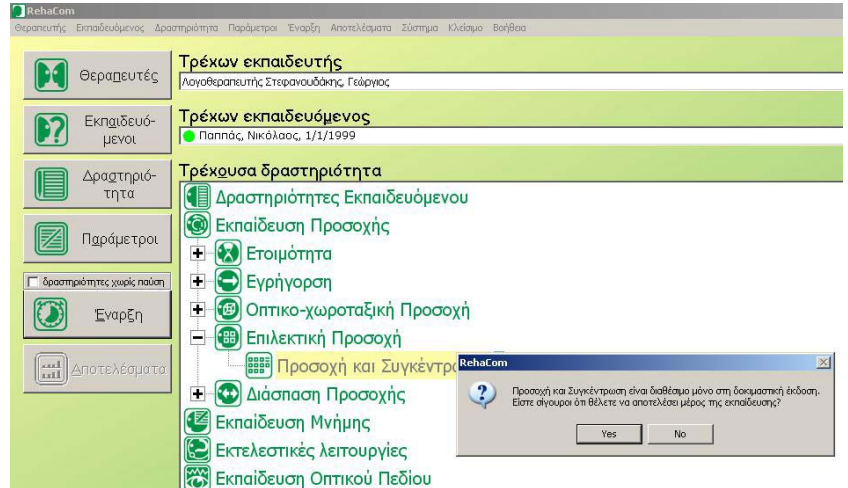 RehaCom
Θεραπευτής Εκπαιδευόμενος Δραστηριότητα Παράμετροι Έναρξη Αποτελέσματα Σύστημα Κλείσιμο Βοήθεια
Θεραπευτές
Εκπαιδευό-
μενοι
Δραστηριό-
τητα
Παράμετροι
δραστηριότητες χωρίς παύση
Έναρξη
Αποτελέσματα
Τρέχων εκπαιδευτής
Λογοθεραπευτής Στεφανουδάκης, Γεώργιος
Τρέχων εκπαιδευόμενος
Παππάς, Νικόλαος, 1/1/1999
Τρέχουσα δραστηριότητα
Δραστηριότητες Εκπαιδευόμενου
Εκπαίδευση Προσοχής
Ετοιμότητα
Εγρήγορση
Οπτικο-χωροταξική Προσοχή
Επιλεκτική Προσοχή
Προσοχή και Συγκέντρω
Διάσπαση Προσοχής
Εκπαίδευση Μνήμης
Εκτελεστικές λειτουργίες
Εκπαίδευση Οπτικού Πεδίου
RehaCom
Προσοχή και Συγκέντρωση είναι διαθέσιμο μόνο στη δοκιμαστική έκδοση.
Είστε σίγουροι ότι θέλετε να αποτελέσει μέρος της εκπαίδευσης?
Yes
No